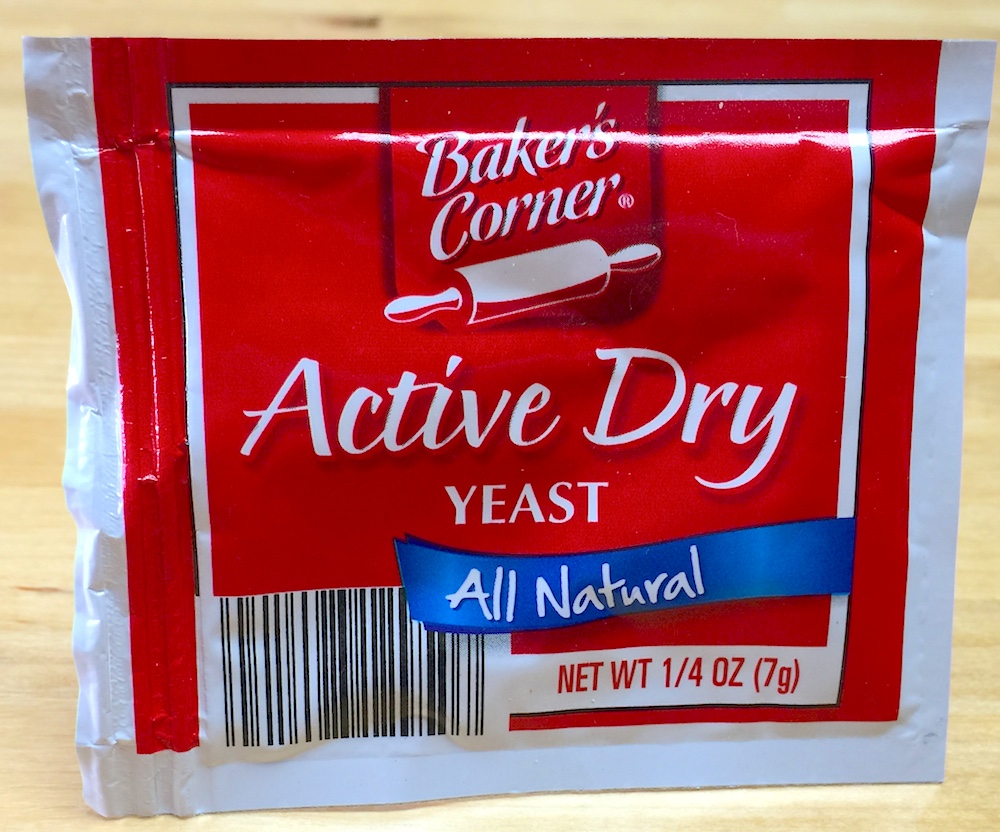 Baker's
Corner®
Active Dry
YEAST
All Natural
NET WT 1/4 OZ (7g)